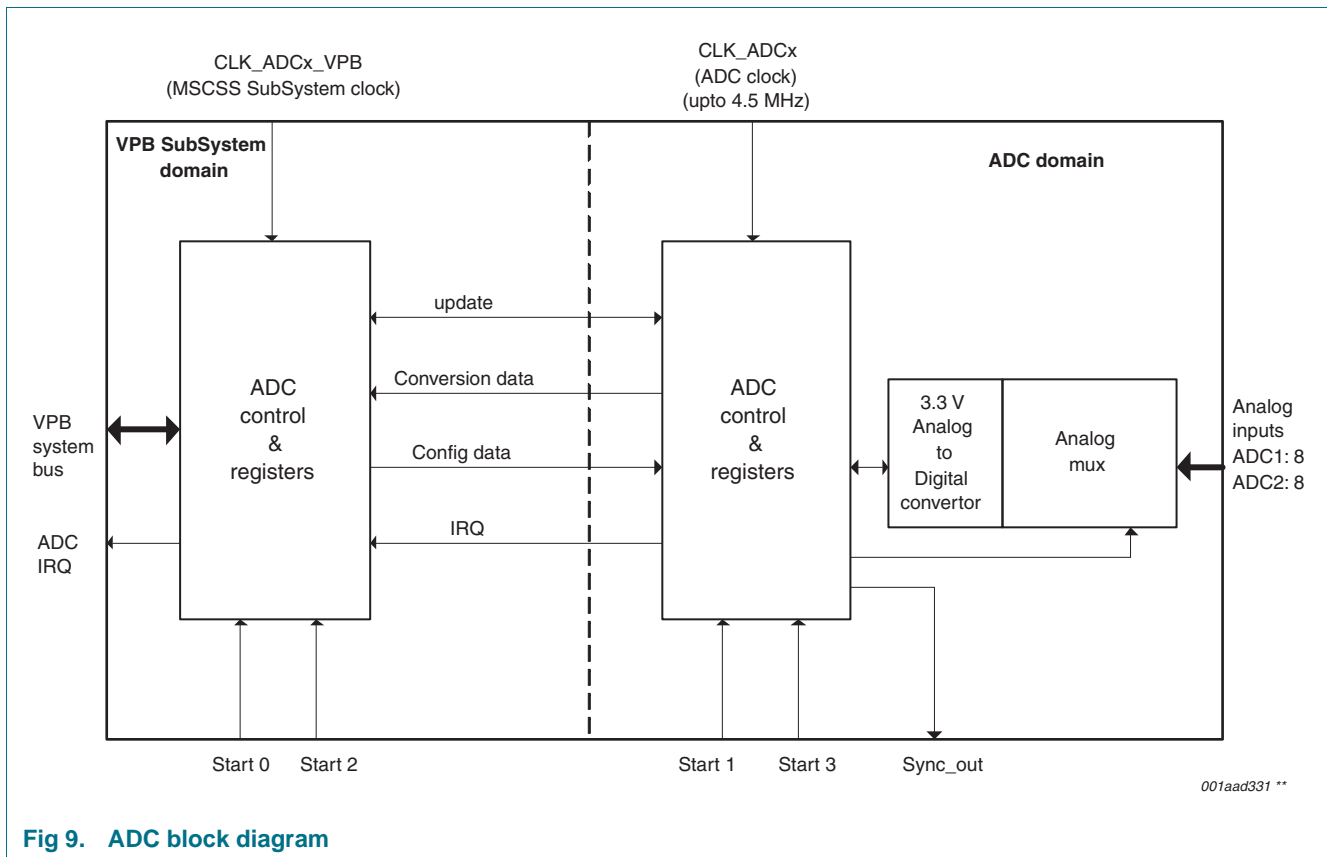 CLK_ADCx_VPB
(MSCSS SubSystem clock)
CLK_ADCx
(ADC clock)
(upto 4.5 MHz)
VPB SubSystem
domain
ADC domain
update
Conversion data
Config data
IRQ
ADC
control
&
registers
ADC
control
&
registers
3.3 V
Analog
to
Digital
convertor
Analog
mux
VPB
system
bus
ADC
IRQ
Analog
inputs
ADC1: 8
ADC2: 8
Start 0
Start 2
Start 1
Start 3
Sync_out
001aad331 **
Fig 9. ADC block diagram